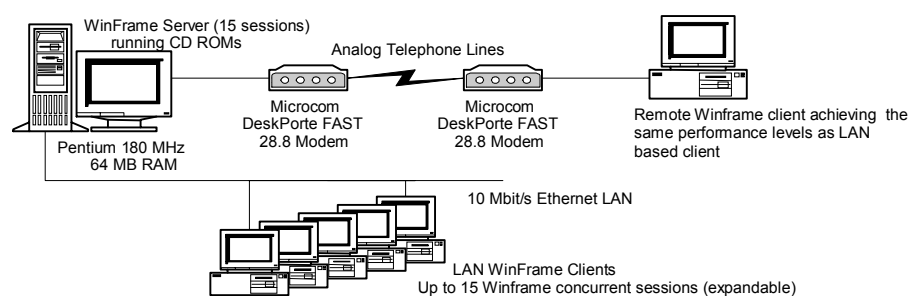 WinFrame Server (15 sessions)
running CD ROMs
Analog Telephone Lines
Microcom
DeskPorte FAST
28.8 Modem
Microcom
DeskPorte FAST
28.8 Modem
Remote Winframe client achieving the
same performance levels as LAN
based client
Pentium 180 MHz
64 MB RAM
10 Mbit/s Ethernet LAN
LAN WinFrame Clients
Up to 15 Winframe concurrent sessions (expandable)